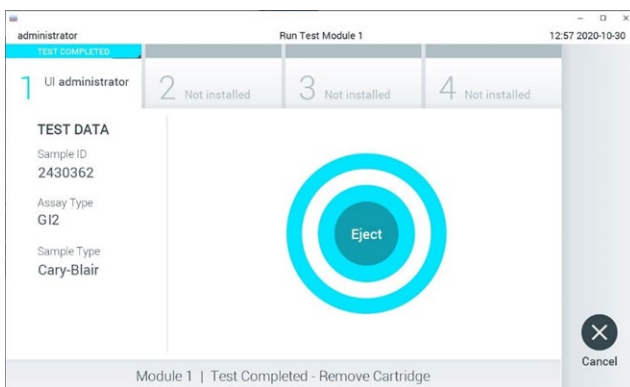 administrator Run Test Module 1 12:57 2020-10-30
TEST COMPLETED
1 UI administrator 2 Not installed 3 Not installed 4 Not installed
TEST DATA
Sample ID
2430362
Assay Type
GI2
Sample Type
Cary-Blair
Eject
Cancel
Module 1 | Test Completed - Remove Cartridge